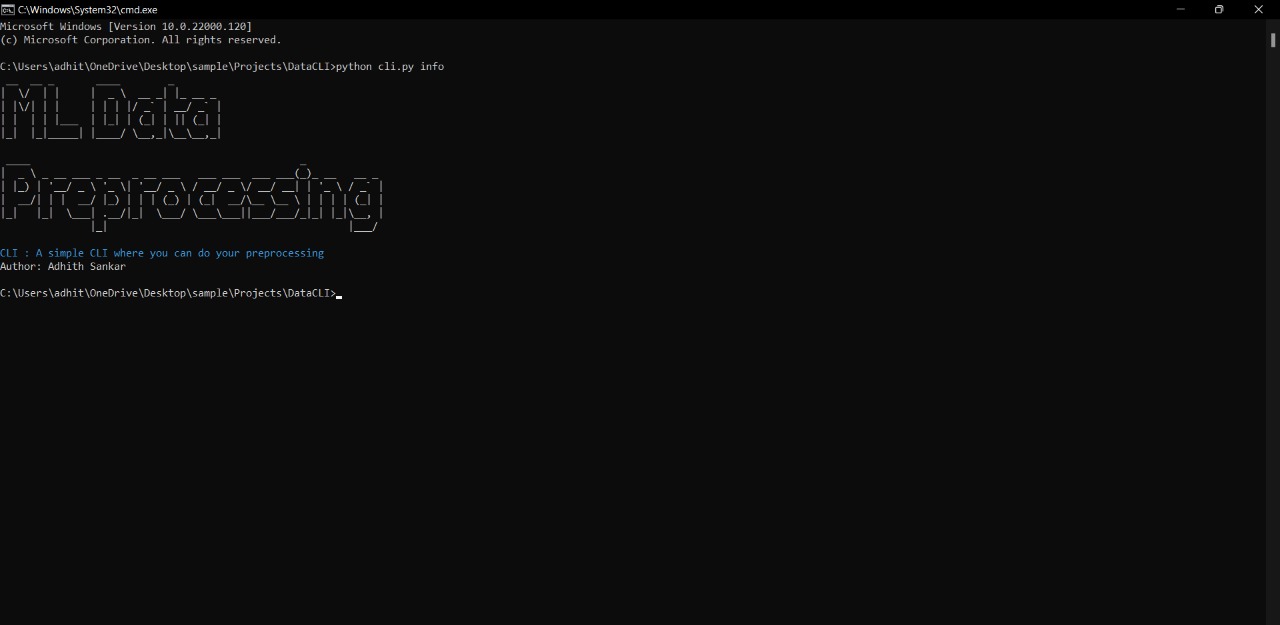 C:\Windows\System32\cmd.exe
Microsoft Windows [Version 10.0.22000.120]
(c) Microsoft Corporation. All rights reserved.
C:\Users\adhit\OneDrive\Desktop\sample\Projects\DataCLI>python cli.py info
ML Data
Preprocessing
CLI : A simple CLI where you can do your preprocessing
Author: Adhith Sankar
C:\Users\adhit\OneDrive\Desktop\sample\Projects\DataCLI>